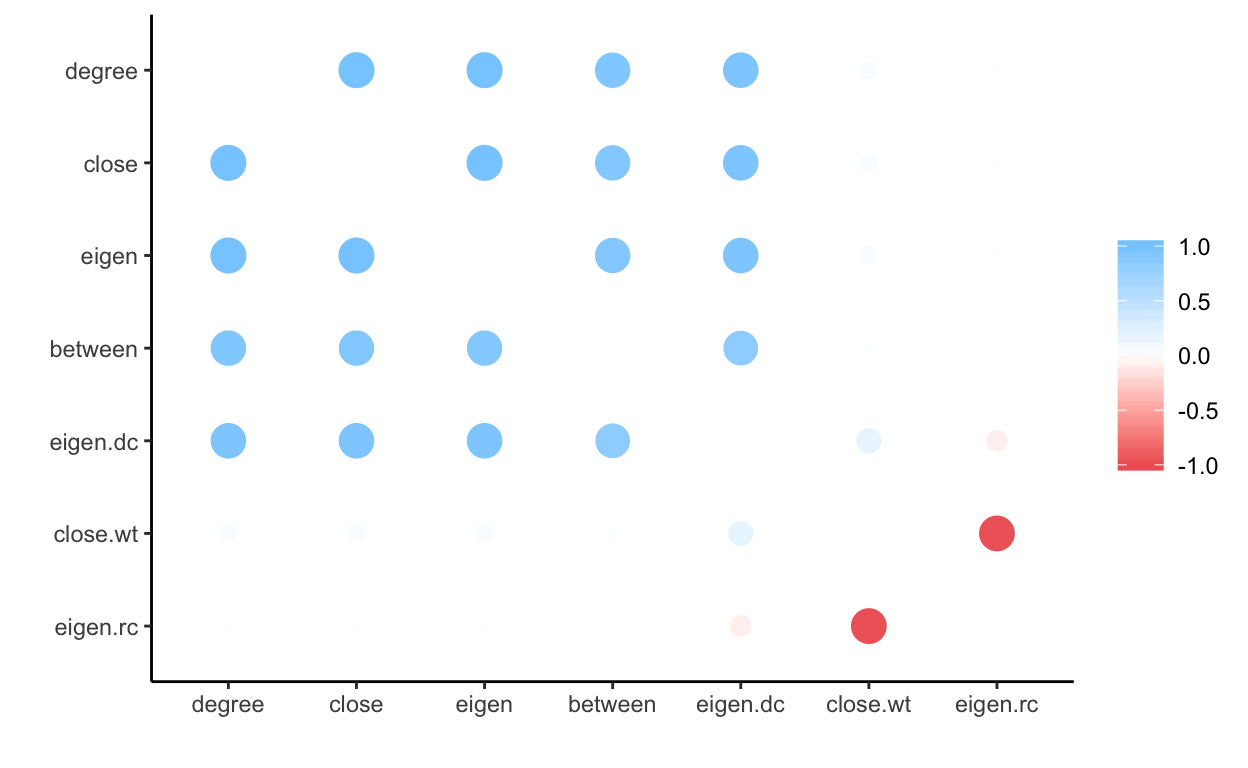 degree
close
eigen
between
eigen.dc
close.wt
eigen.rc
degree close eigen between eigen.dc close.wt eigen.rc
1.0
0.5
0.0
-0.5
-1.0